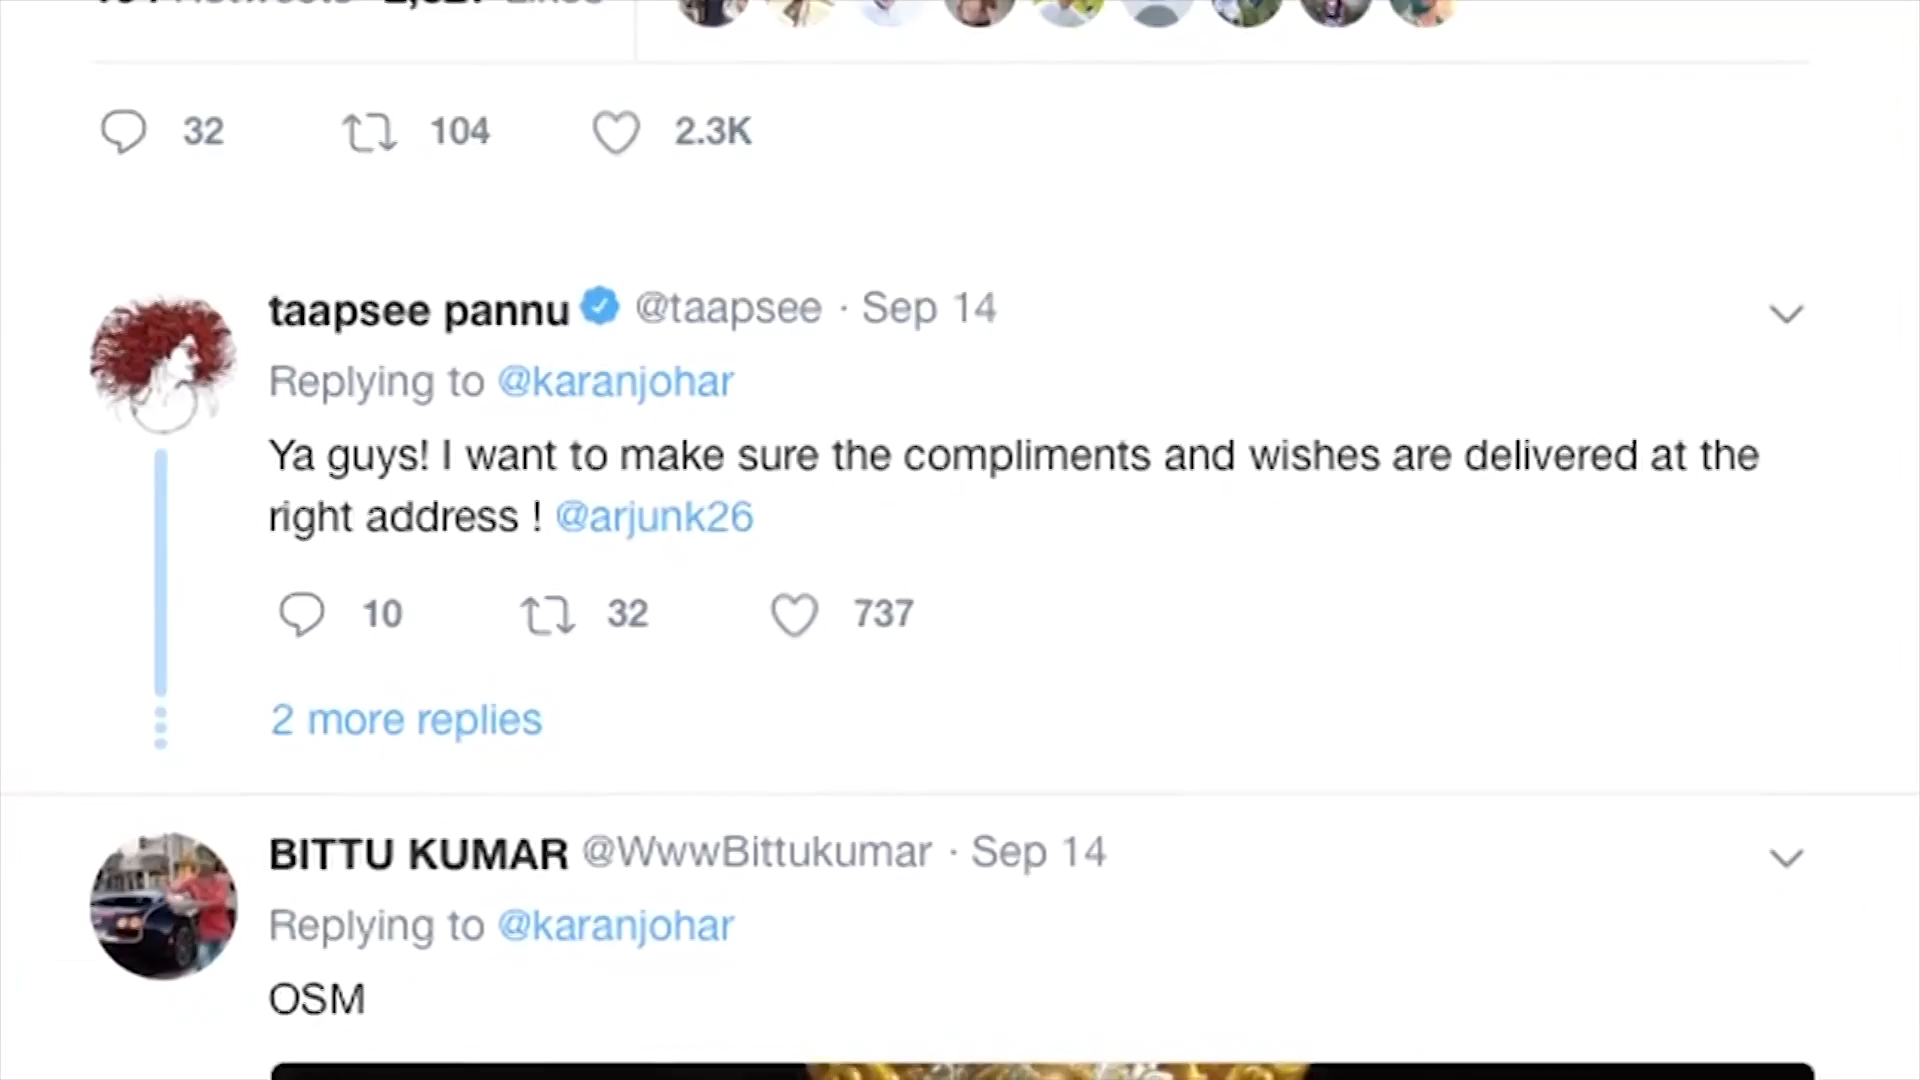 32 104 2.3K
taapsee pannu @taapsee · Sep 14
Replying to @karanjohar
Ya guys! I want to make sure the compliments and wishes are delivered at the
right address ! @arjunk26
10 32 737
2 more replies
BITTU KUMAR @WwwBittukumar · Sep 14
Replying to @karanjohar
OSM